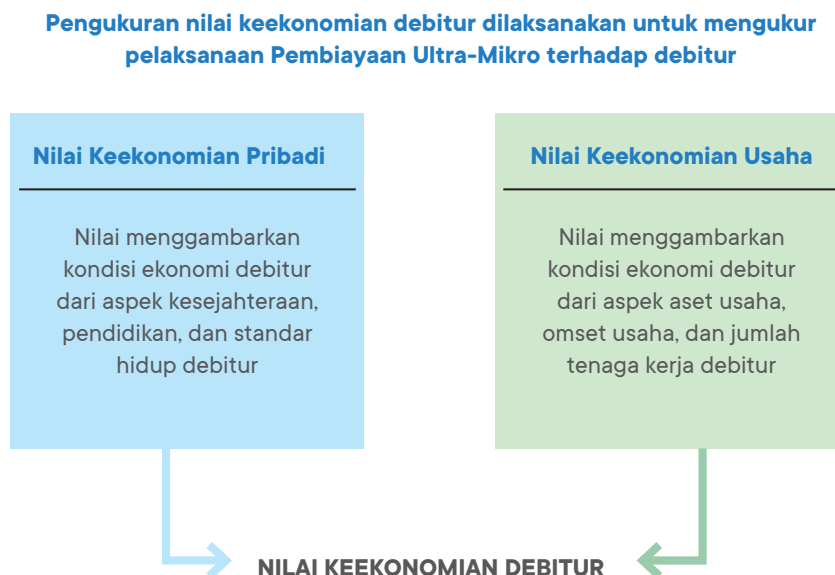 Pengukuran nilai keekonomian debitur dilaksanakan untuk mengukur
pelaksanaan Pembiayaan Ultra-Mikro terhadap debitur
Nilai Keekonomian Pribadi
Nilai menggambarkan
kondisi ekonomi debitur
dari aspek kesejahteraan,
pendidikan, dan standar
hidup debitur
Nilai Keekonomian Usaha
Nilai menggambarkan
kondisi ekonomi debitur
dari aspek aset usaha,
omset usaha, dan jumlah
tenaga kerja debitur
NILAI KEEKONOMIAN DEBITUR